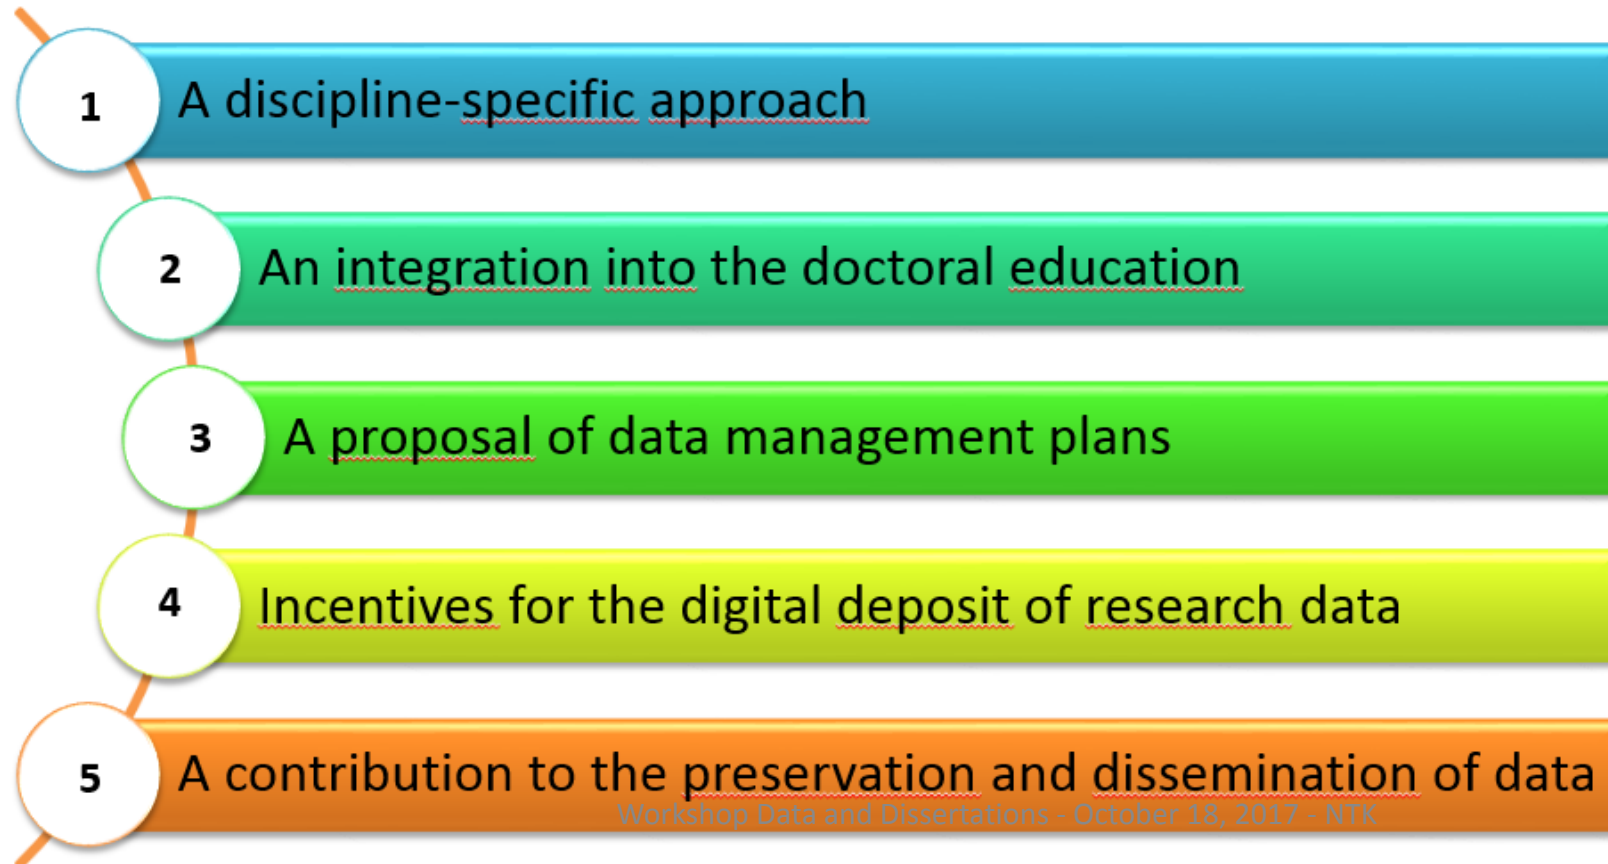 1
A discipline-specific approach
2
An integration into the doctoral education
3
A proposal of data management plans
4
Incentives for the digital deposit of research data
5
A contribution to the preservation and dissemination of data
Workshop Data and Dissertations - October 18, 2017 - NTK